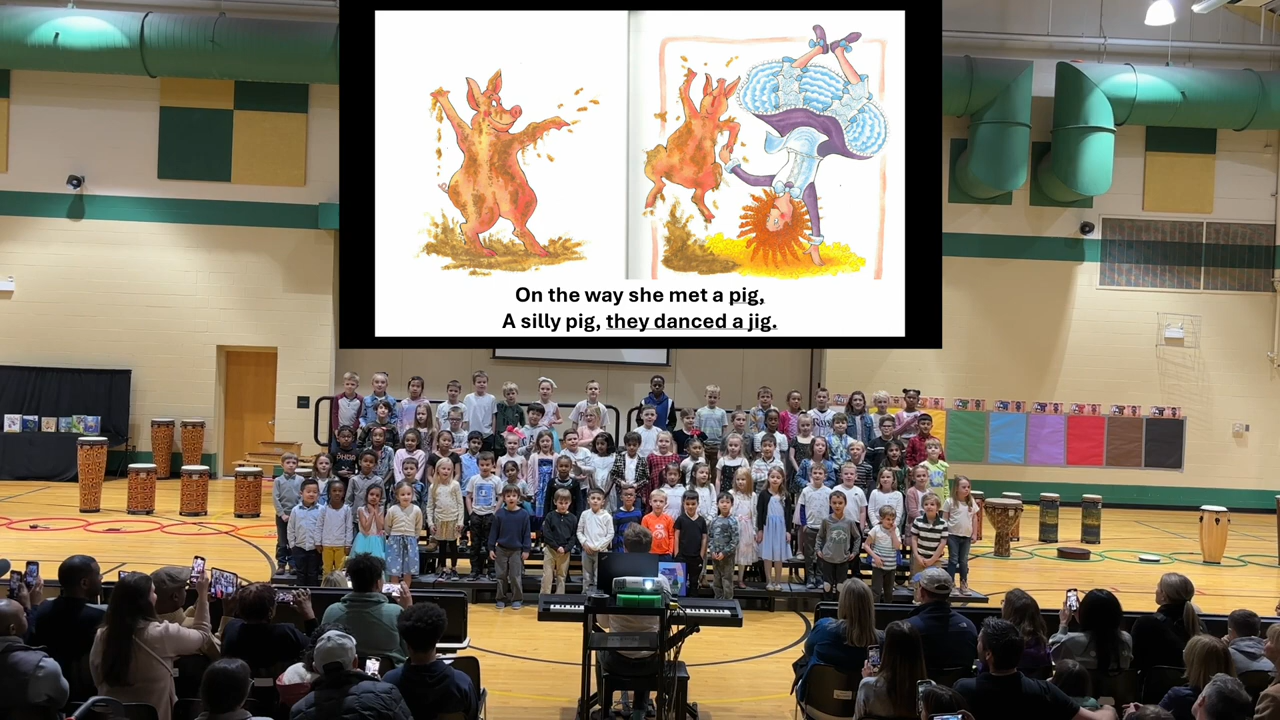 On the way she met a pig,
A silly pig, they danced a jig.